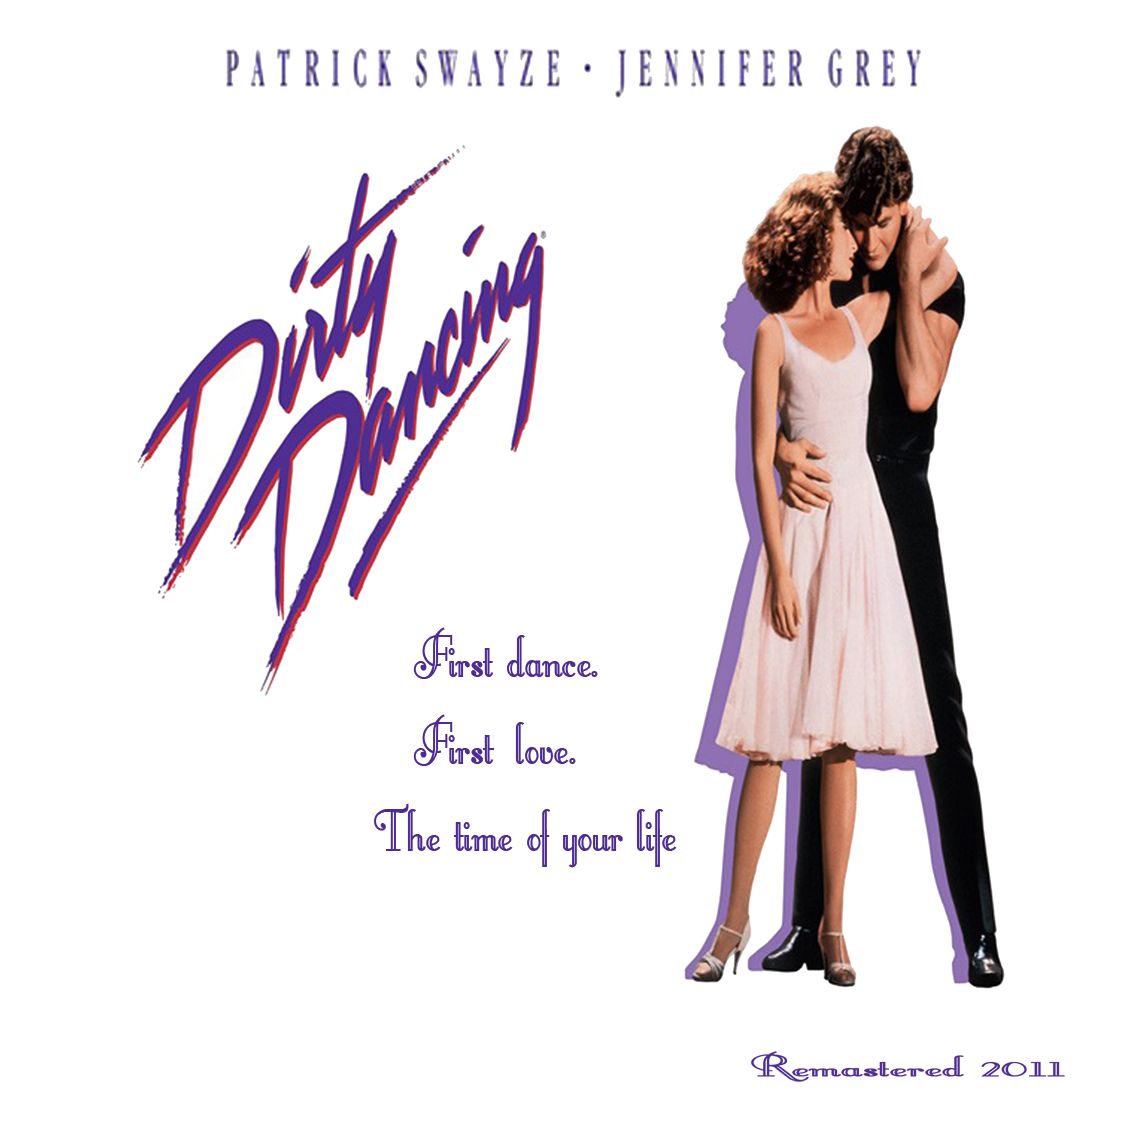 PATRICK SWAYZE · JENNIFER GREY
Dirty
Dancing®
First dance.
First love.
The time of your life
Remastered 2011